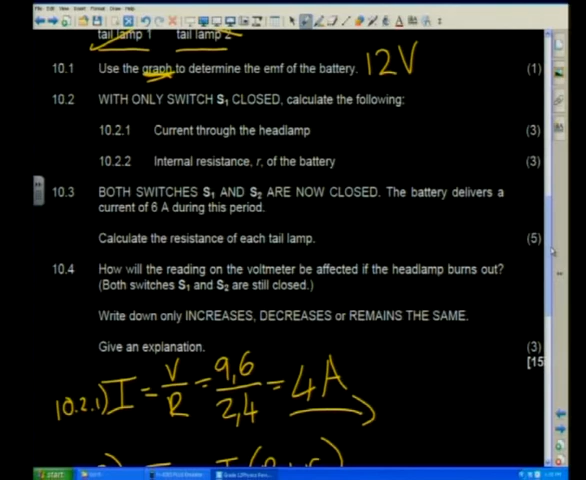 tail lamp 1 tail lamp 2
10.1 Use the graph to determine the emf of the battery. 12V (1)
10.2 WITH ONLY SWITCH S1 CLOSED, calculate the following:
10.2.1 Current through the headlamp (3)
10.2.2 Internal resistance, r, of the battery (3)
10.3 BOTH SWITCHES S1 AND S2 ARE NOW CLOSED. The battery delivers a
current of 6 A during this period.
Calculate the resistance of each tail lamp. (5)
10.4 How will the reading on the voltmeter be affected if the headlamp burns out?
(Both switches S1 and S2 are still closed.)
Write down only INCREASES, DECREASES or REMAINS THE SAME.
Give an explanation. (3)
[15
10.2.1) I = V/R = 9,6/2,4 = 4A
start